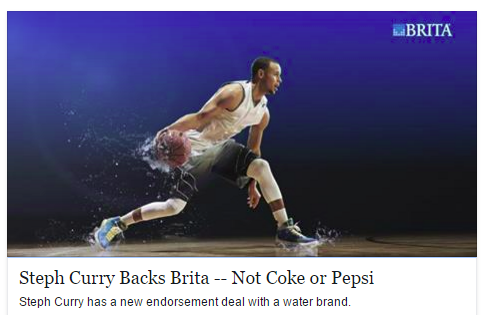 BRITA
Steph Curry Backs Brita -- Not Coke or Pepsi
Steph Curry has a new endorsement deal with a water brand.